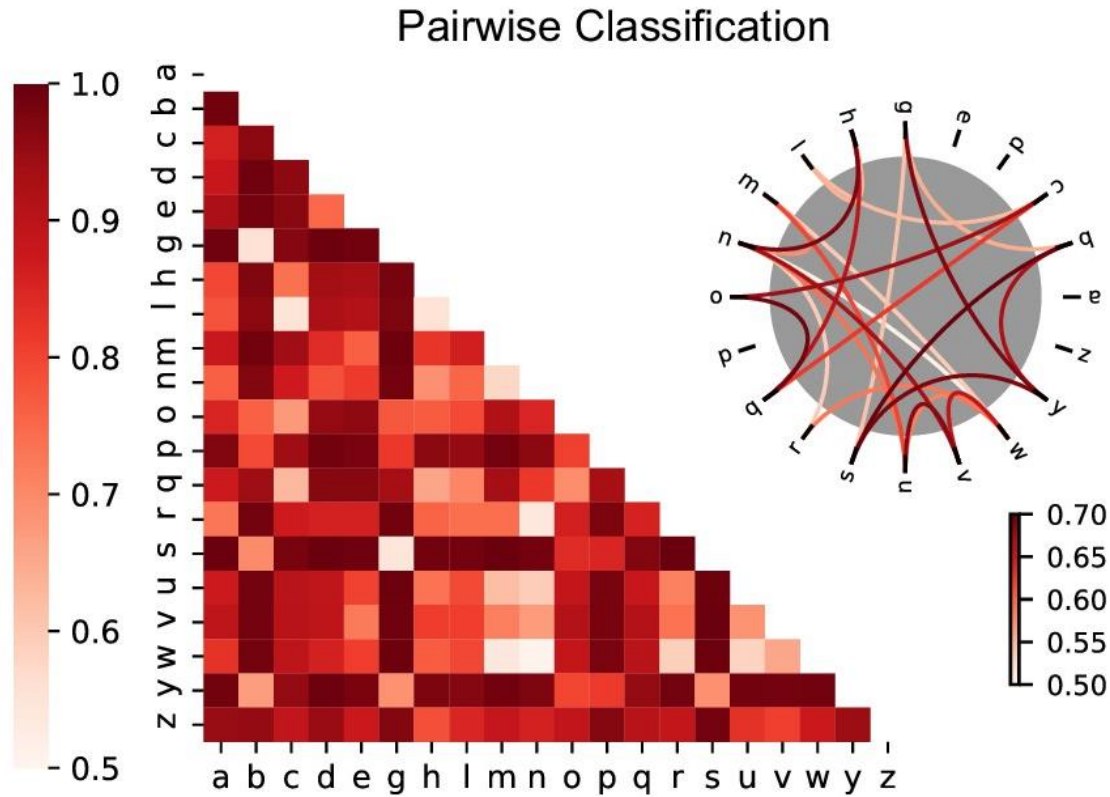 Pairwise Classification
1.0
0.9
0.8
0.7
0.6
0.5
a
b
c
d
e
g
h
l
m
n
o
p
q
r
s
u
v
w
y
z
a b c d e g h l m n o p q r s u v w y z
a
b
c
d
e
g
h
l
m
n
o
p
q
r
s
u
v
w
y
z
0.70
0.65
0.60
0.55
0.50